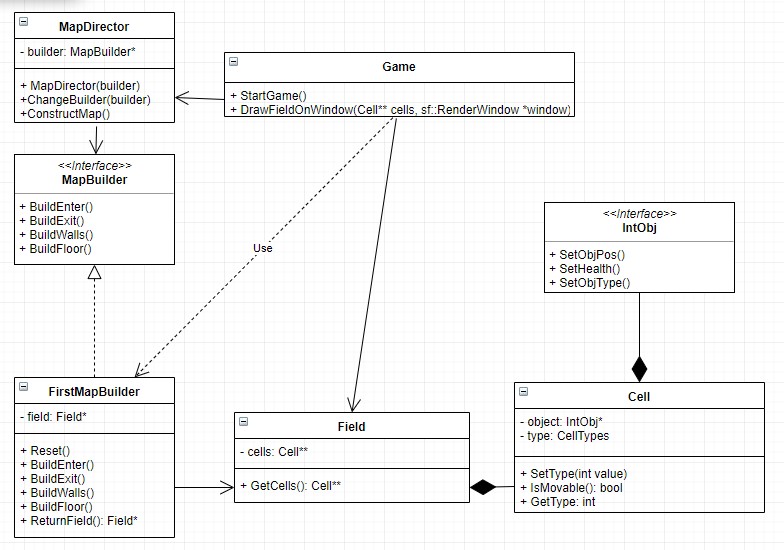 MapDirector
- builder: MapBuilder*
+ MapDirector(builder)
+ChangeBuilder(builder)
+ConstructMap()
Game
+ StartGame()
+ DrawFieldOnWindow(Cell** cells, sf::RenderWindow *window)
<<Interface>>
MapBuilder
+ BuildEnter()
+ BuildExit()
+ BuildWalls()
+ BuildFloor()
Use
<<Interface>>
IntObj
+ SetObjPos()
+ SetHealth()
+ SetObjType()
FirstMapBuilder
- field: Field*
+ Reset()
+ BuildEnter()
+ BuildExit()
+ BuildWalls()
+ BuildFloor()
+ ReturnField(): Field*
Field
- cells: Cell**
+ GetCells(): Cell**
Cell
- object: IntObj*
- type: CellTypes
+ SetType(int value)
+ IsMovable(): bool
+ GetType: int